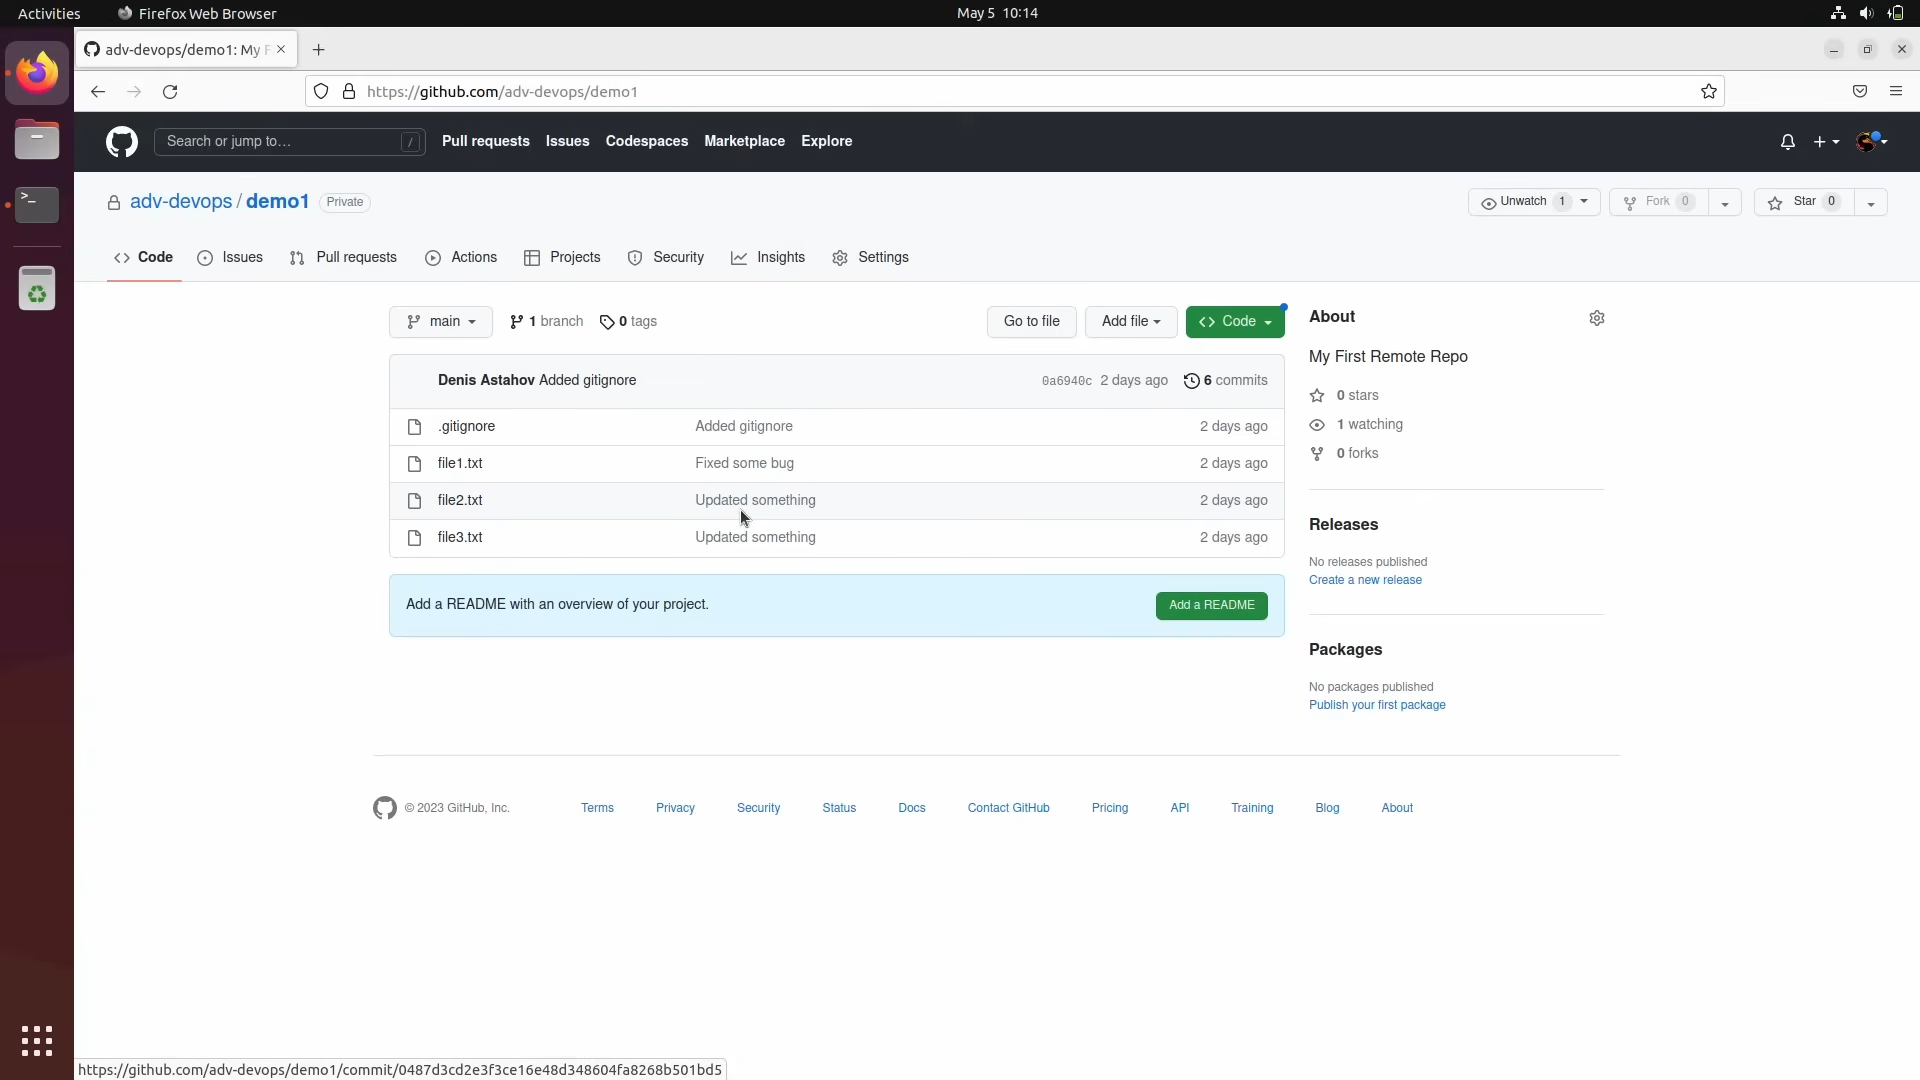 Activities Firefox Web Browser May 5 10:14
adv-devops/demo1: My F
https://github.com/adv-devops/demo1
Search or jump to… / Pull requests Issues Codespaces Marketplace Explore
adv-devops / demo1 Private Unwatch 1 Fork 0 Star 0
Code Issues Pull requests Actions Projects Security Insights Settings
main 1 branch 0 tags Go to file Add file Code
Denis Astahov Added gitignore 0a6940c 2 days ago 6 commits
.gitignore Added gitignore 2 days ago
file1.txt Fixed some bug 2 days ago
file2.txt Updated something 2 days ago
file3.txt Updated something 2 days ago
Add a README with an overview of your project. Add a README
About
My First Remote Repo
0 stars
1 watching
0 forks
Releases
No releases published
Create a new release
Packages
No packages published
Publish your first package
© 2023 GitHub, Inc. Terms Privacy Security Status Docs Contact GitHub Pricing API Training Blog About
https://github.com/adv-devops/demo1/commit/0487d3cd2e3f3ce16e48d348604fa8268b501bd5